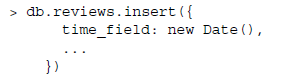 > db.reviews.insert({
time_field: new Date(),
...
})